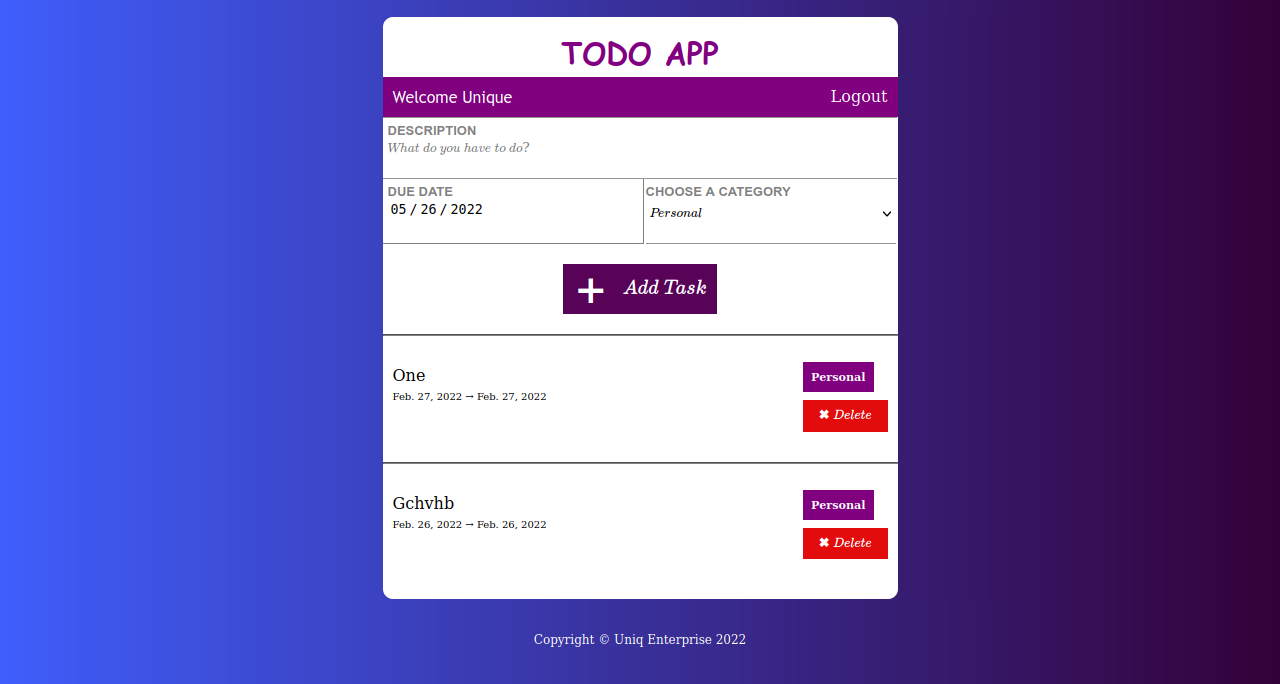 TODO APP
Welcome Unique Logout
DESCRIPTION
What do you have to do?
DUE DATE CHOOSE A CATEGORY
05 / 26 / 2022 Personal
+ Add Task
One Personal
Feb. 27, 2022 → Feb. 27, 2022
✖ Delete
Gchvhb Personal
Feb. 26, 2022 → Feb. 26, 2022
✖ Delete
Copyright © Uniq Enterprise 2022